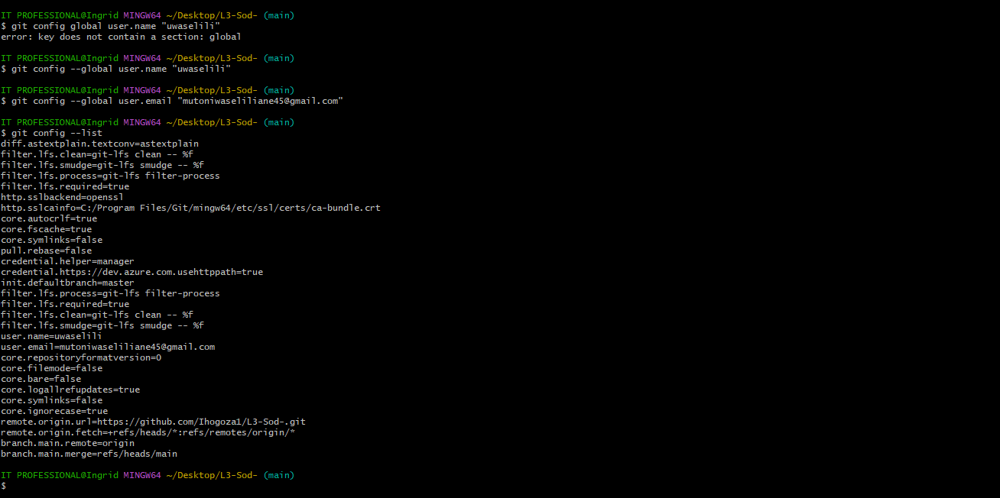 IT PROFESSIONAL@Ingrid MINGW64 ~/Desktop/L3-Sod- (main)
$ git config global user.name "uwaselili"
error: key does not contain a section: global
IT PROFESSIONAL@Ingrid MINGW64 ~/Desktop/L3-Sod- (main)
$ git config --global user.name "uwaselili"
IT PROFESSIONAL@Ingrid MINGW64 ~/Desktop/L3-Sod- (main)
$ git config --global user.email "mutoniwaseliliane45@gmail.com"
IT PROFESSIONAL@Ingrid MINGW64 ~/Desktop/L3-Sod- (main)
$ git config --list
diff.astextplain.textconv=astextplain
filter.lfs.clean=git-lfs clean -- %f
filter.lfs.smudge=git-lfs smudge -- %f
filter.lfs.process=git-lfs filter-process
filter.lfs.required=true
http.sslbackend=openssl
http.sslcainfo=C:/Program Files/Git/mingw64/etc/ssl/certs/ca-bundle.crt
core.autocrlf=true
core.fscache=true
core.symlinks=false
pull.rebase=false
credential.helper=manager
credential.https://dev.azure.com.usehttppath=true
init.defaultbranch=master
filter.lfs.process=git-lfs filter-process
filter.lfs.required=true
filter.lfs.clean=git-lfs clean -- %f
filter.lfs.smudge=git-lfs smudge -- %f
user.name=uwaselili
user.email=mutoniwaseliliane45@gmail.com
core.repositoryformatversion=0
core.filemode=false
core.bare=false
core.logallrefupdates=true
core.symlinks=false
core.ignorecase=true
remote.origin.url=https://github.com/Ihogoza1/L3-Sod-.git
remote.origin.fetch=+refs/heads/*:refs/remotes/origin/*
branch.main.remote=origin
branch.main.merge=refs/heads/main
IT PROFESSIONAL@Ingrid MINGW64 ~/Desktop/L3-Sod- (main)
$